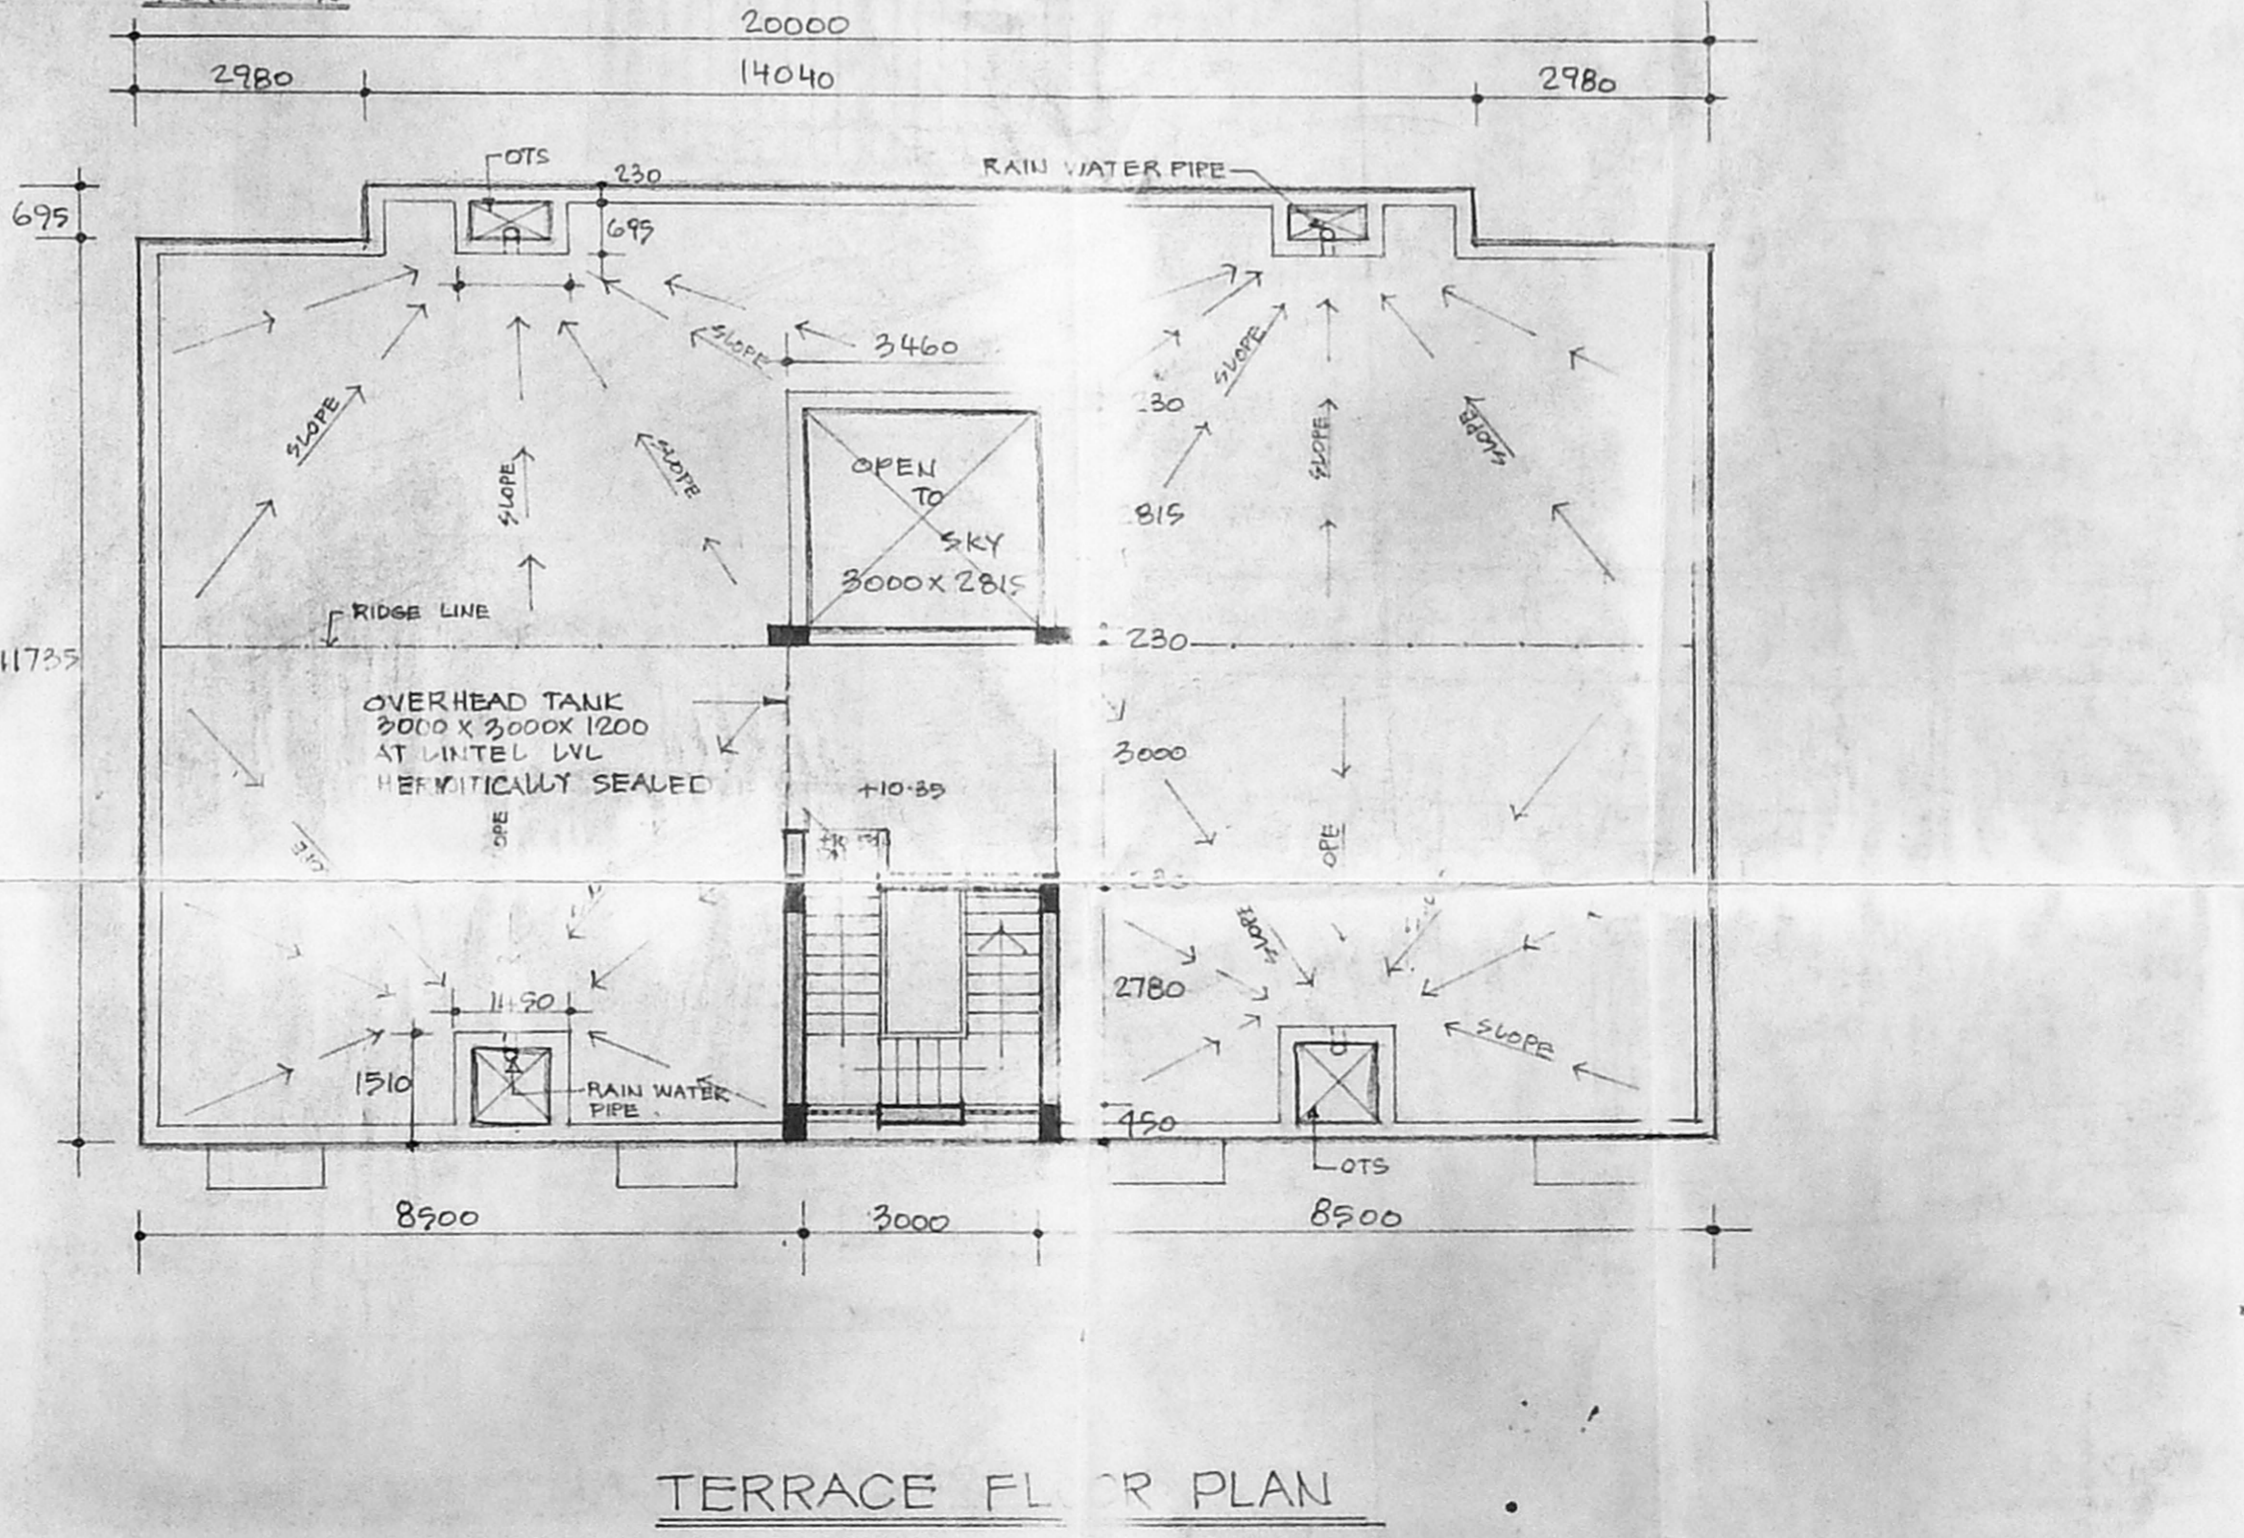 20000
2980
14040
2980
OTS
230
RAIN WATER PIPE
695
695
SLOPE
3460
SLOPE
230
SLOPE
SLOPE
SLOPE
SLOPE
SLOPE
OPEN
TO
SKY
3000 X 2815
815
RIDGE LINE
230
11735
OVERHEAD TANK
3000 X 3000 X 1200
AT LINTEL LVL
HERMITICALLY SEALED
3000
+10.35
OPE
OPE
SLOPE
2780
1150
SLOPE
1510
RAIN WATER
PIPE.
450
OTS
8500
3000
8500
TERRACE FL R PLAN